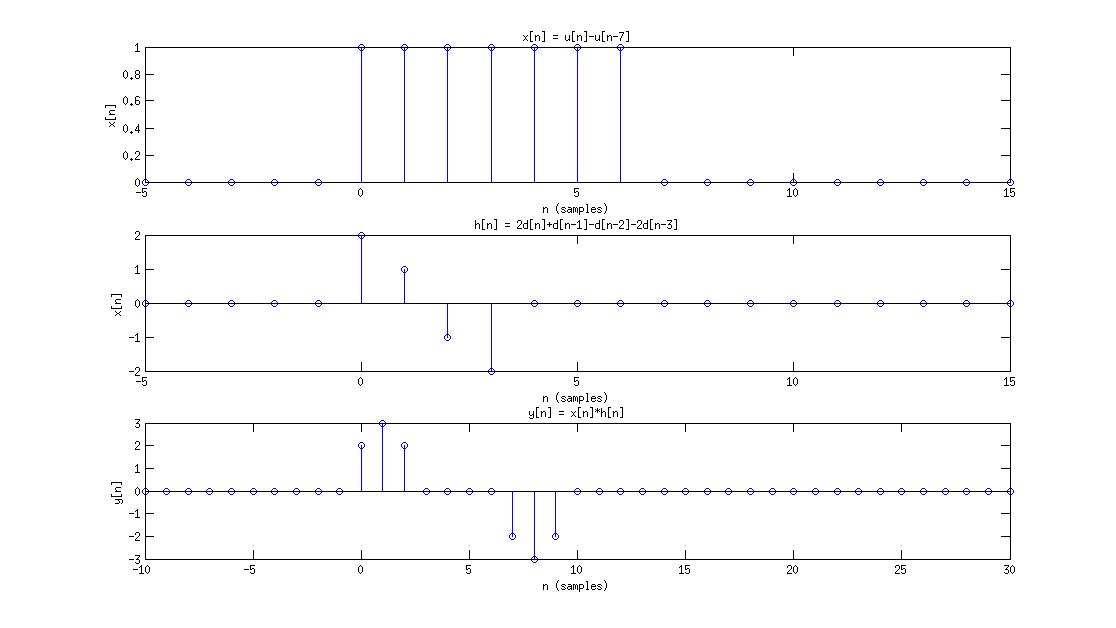 x[n] = u[n]-u[n-7]
1
0.8
0.6
0.4
0.2
0
x[n]
-5 0 5 10 15
n (samples)
h[n] = 2d[n]+d[n-1]-d[n-2]-2d[n-3]
2
1
0
-1
-2
x[n]
-5 0 5 10 15
n (samples)
y[n] = x[n]*h[n]
3
2
1
0
-1
-2
-3
y[n]
-10 -5 0 5 10 15 20 25 30
n (samples)